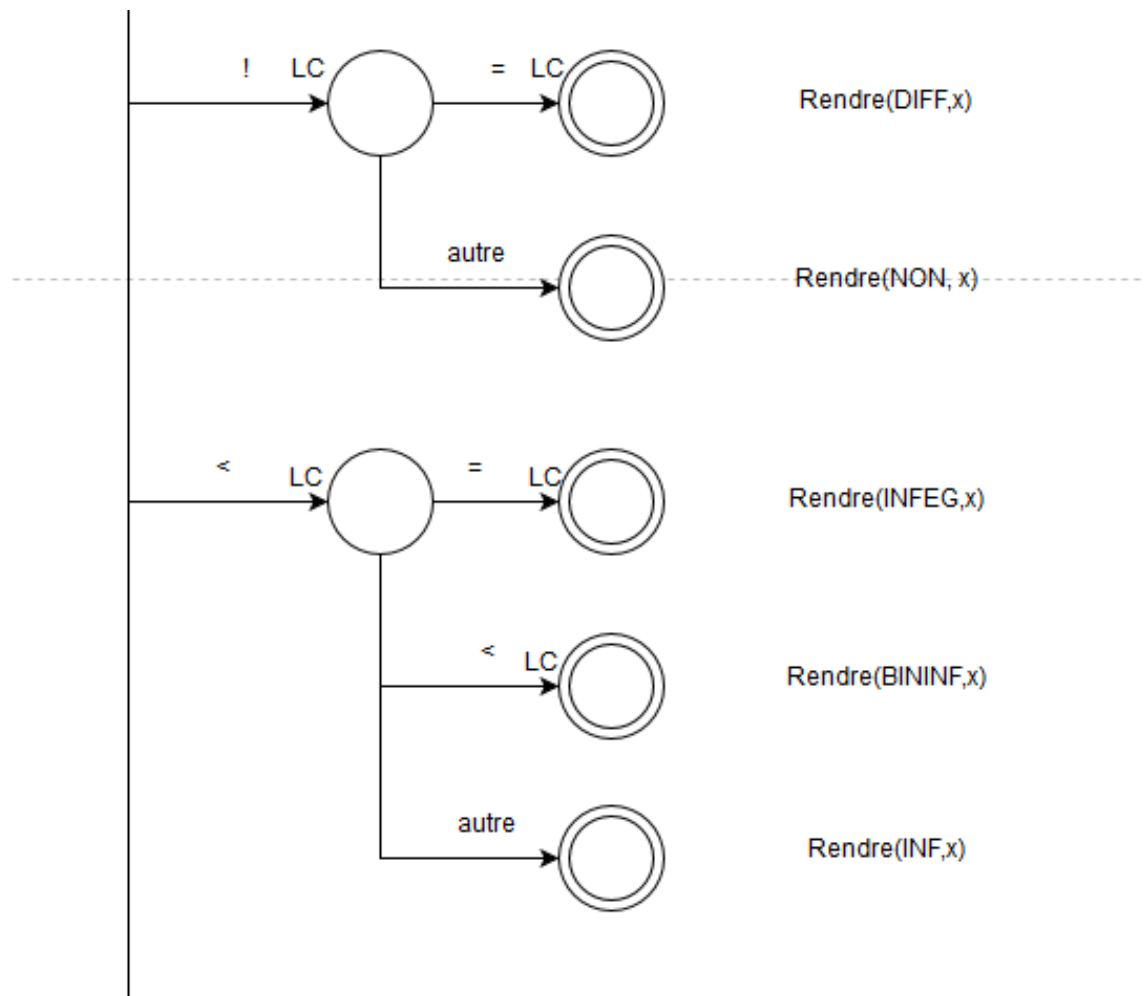 ! LC = LC Rendre(DIFF,x)
autre Rendre(NON, x)
< LC = LC Rendre(INFEG,x)
< LC Rendre(BININF,x)
autre Rendre(INF,x)